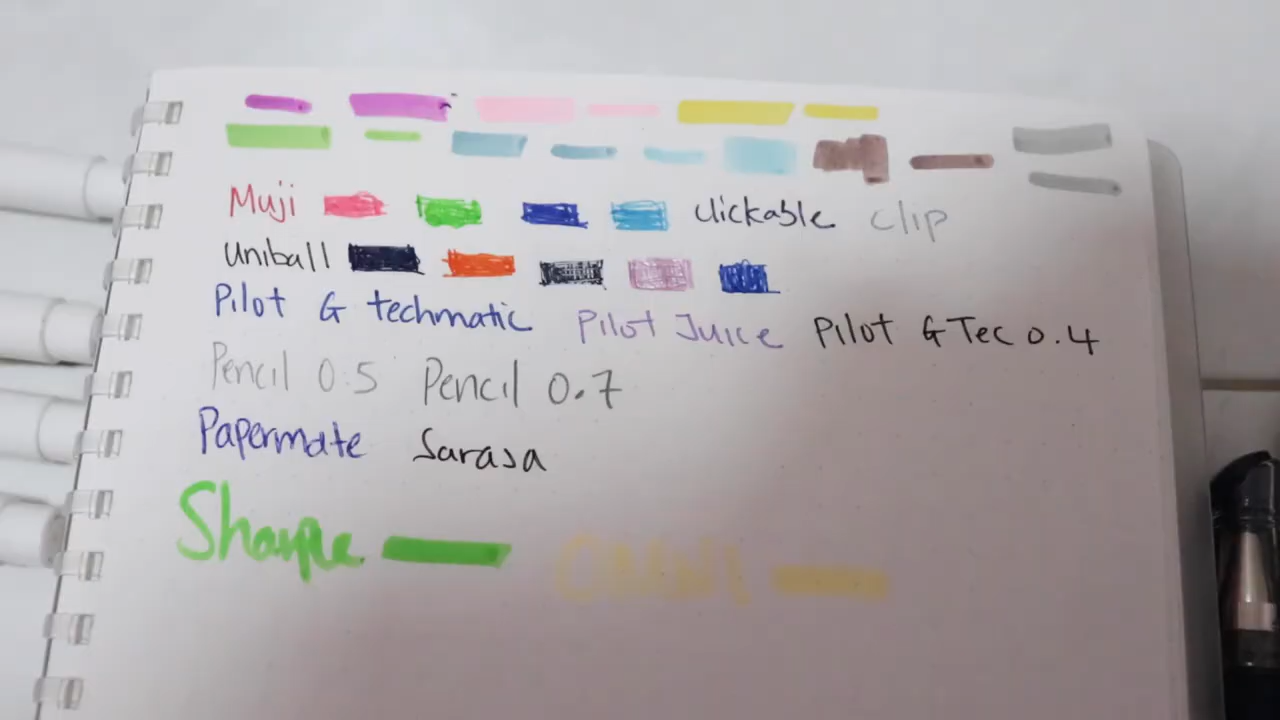 Muji clickable clip
Uniball
Pilot G techmatic Pilot Juice Pilot G Tec 0.4
Pencil 0.5 Pencil 0.7
Papermate Sarasa
Sharpie